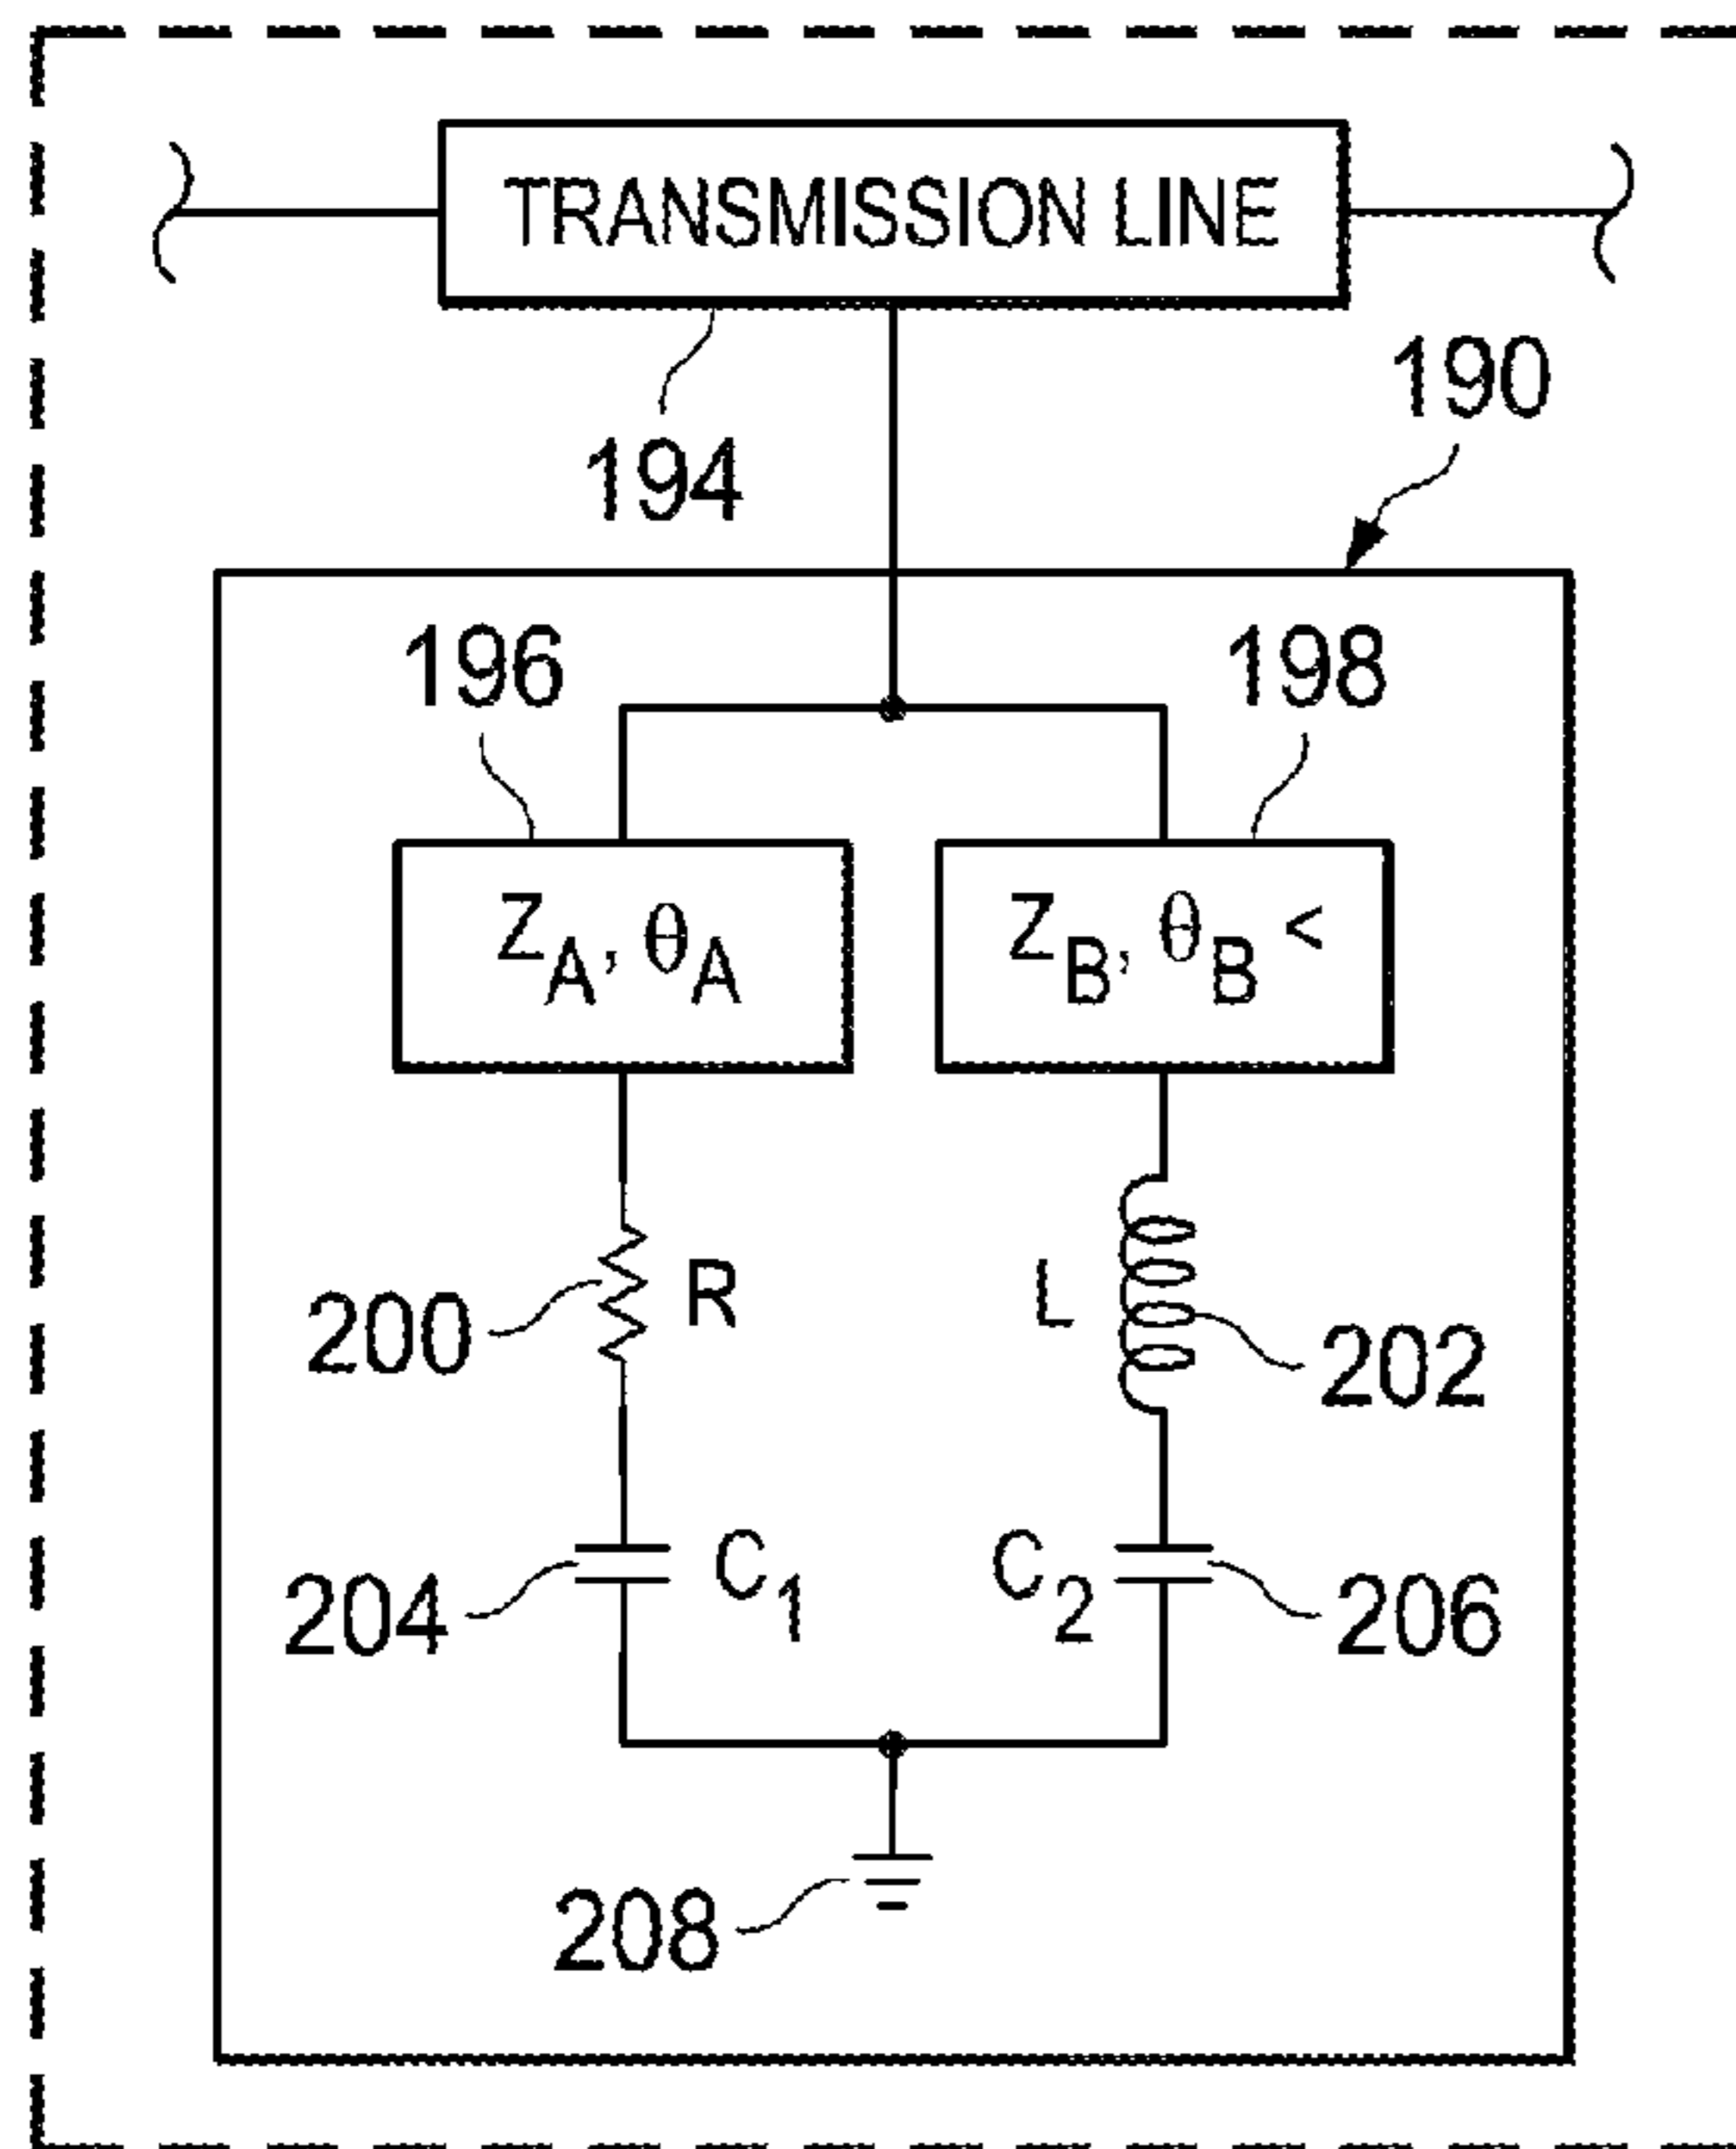 TRANSMISSION LINE
190
194
196
198
Z_A, θ_A
Z_B, θ_B <
R
L
200
202
C_1
C_2
204
206
208